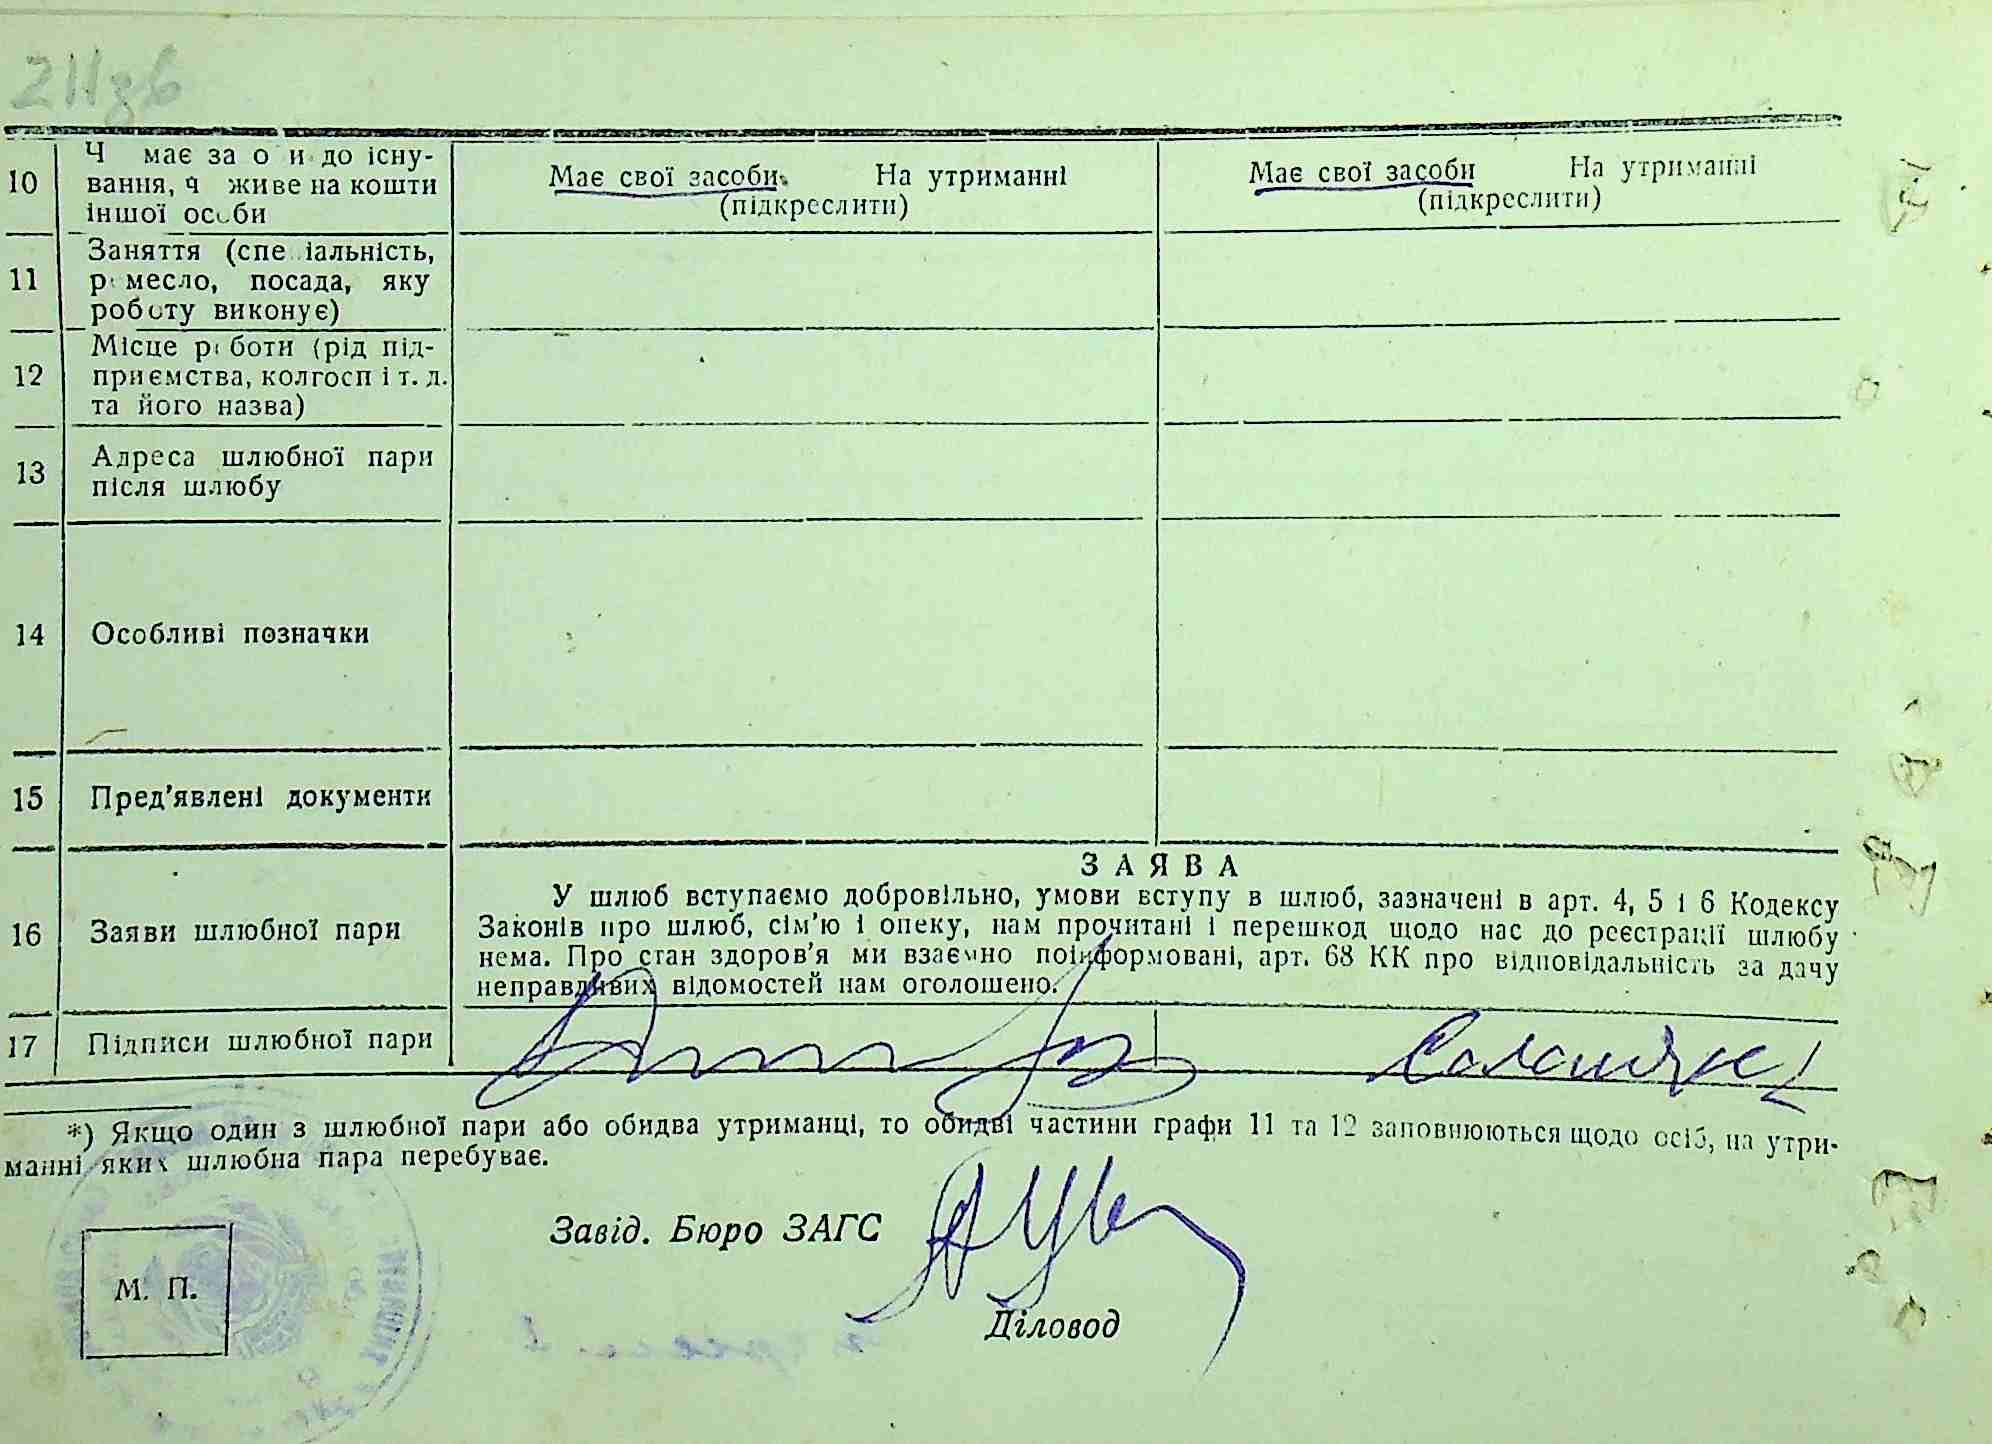 211зв
10
Ч має за о и до існу-
вання, ч живе на кошти
іншої особи
Має свої засоби. На утриманні
(підкреслити)
Має свої засоби На утриманні
(підкреслити)
11
Заняття (спе іальність,
р месло, посада, яку
роботу виконує)
12
Місце р боти (рід під-
приємства, колгосп і т. д.
та його назва)
13
Адреса шлюбної пари
після шлюбу
14
Особливі позначки
15
Пред'явлені документи
16
Заяви шлюбної пари
ЗАЯВА
У шлюб вступаємо добровільно, умови вступу в шлюб, зазначені в арт. 4, 5 і 6 Кодексу
Законів про шлюб, сім'ю і опеку, нам прочитані і перешкод щодо нас до реєстрації шлюбу
нема. Про стан здоров'я ми взаємно поінформовані, арт. 68 КК про відповідальність за дачу
неправдивих відомостей нам оголошено.
17
Підписи шлюбної пари
*) Якщо один з шлюбної пари або обидва утриманці, то обидві частини графи 11 та 12 заповнюються щодо осіб, на утри-
манні яких шлюбна пара перебуває.
Завід. Бюро ЗАГС
М. П.
Діловод